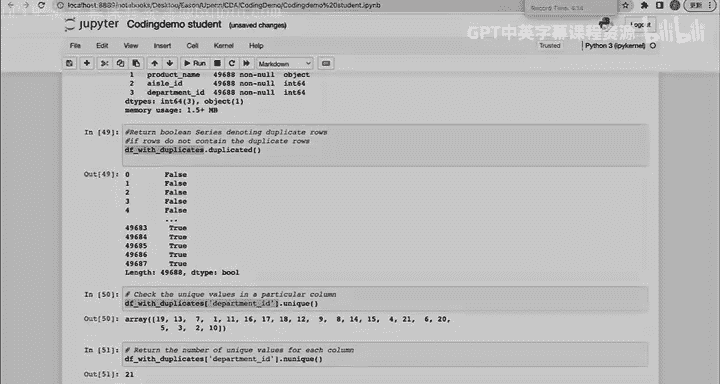 localhost:8889/notebooks/Desktop/Eason/Upenn/CDA/CodingDemo/Codingdemo%20student.ipynb
Record Time:
更新
GPT中英字幕课程资源
bilibili
jupyter Codingdemo student (unsaved changes)
Logout
File Edit View Insert Cell Kernel Help
Trusted
Python 3 (ipykernel)
Run
Markdown
1 product_name 49688 non-null object
2 aisle_id 49688 non-null int64
3 department_id 49688 non-null int64
dtypes: int64(3), object(1)
memory usage: 1.5+ MB
In [49]: #Return boolean Series denoting duplicate rows
#if rows do not contain the duplicate rows
df_with_duplicates.duplicated()
Out[49]: 0 False
1 False
2 False
3 False
4 False
...
49683 True
49684 True
49685 True
49686 True
49687 True
Length: 49688, dtype: bool
In [50]: # Check the unique values in a particular column
df_with_duplicates['department_id'].unique()
Out[50]: array([19, 13, 7, 1, 11, 16, 17, 18, 12, 9, 8, 14, 15, 4, 21, 6, 20,
5, 3, 2, 10])
In [51]: # Return the number of unique values for each column
df_with_duplicates['department_id'].nunique()
Out[51]: 21